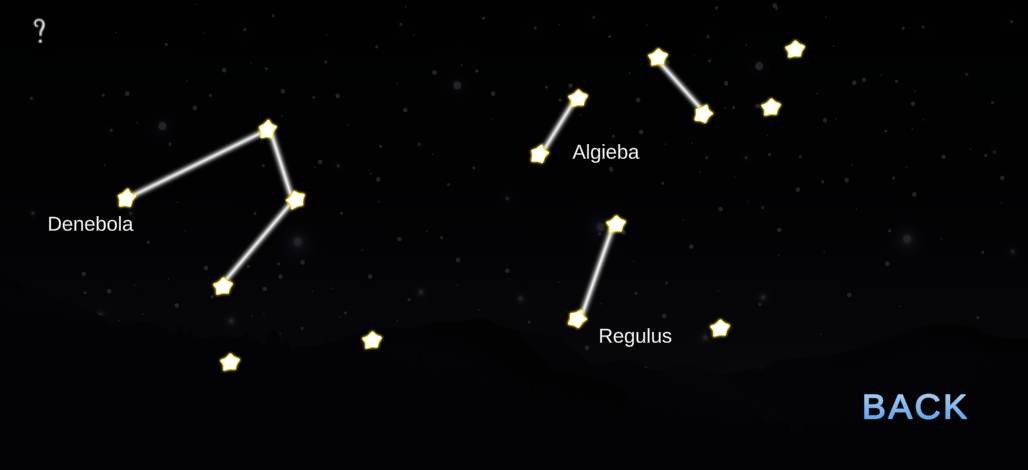 ?
Algieba
Denebola
Regulus
BACK